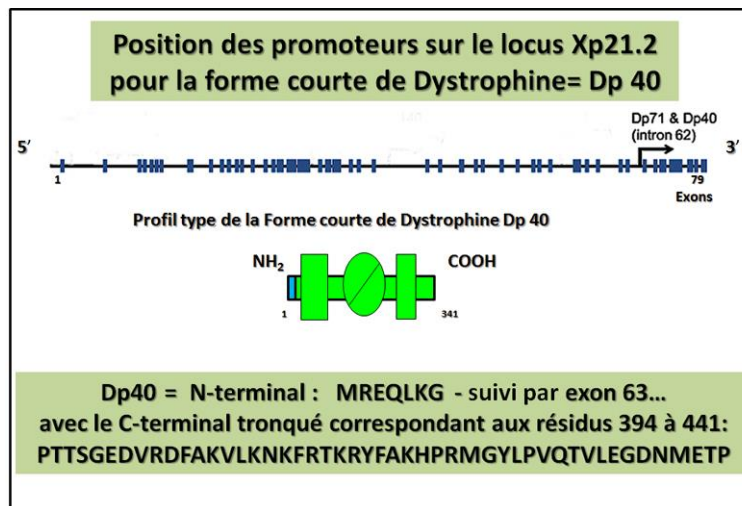 Position des promoteurs sur le locus Xp21.2
pour la forme courte de Dystrophine= Dp 40
Dp71 & Dp40
(intron 62)
5′ 3′
1 79
Exons
Profil type de la Forme courte de Dystrophine Dp 40
NH2 COOH
1 341
Dp40 = N-terminal : MREQLKG - suivi par exon 63…
avec le C-terminal tronqué correspondant aux résidus 394 à 441:
PTTSGEDVRDFAKVLKNKFRTKRYFAKHPRMGYLPVQTVLEGDNMETP